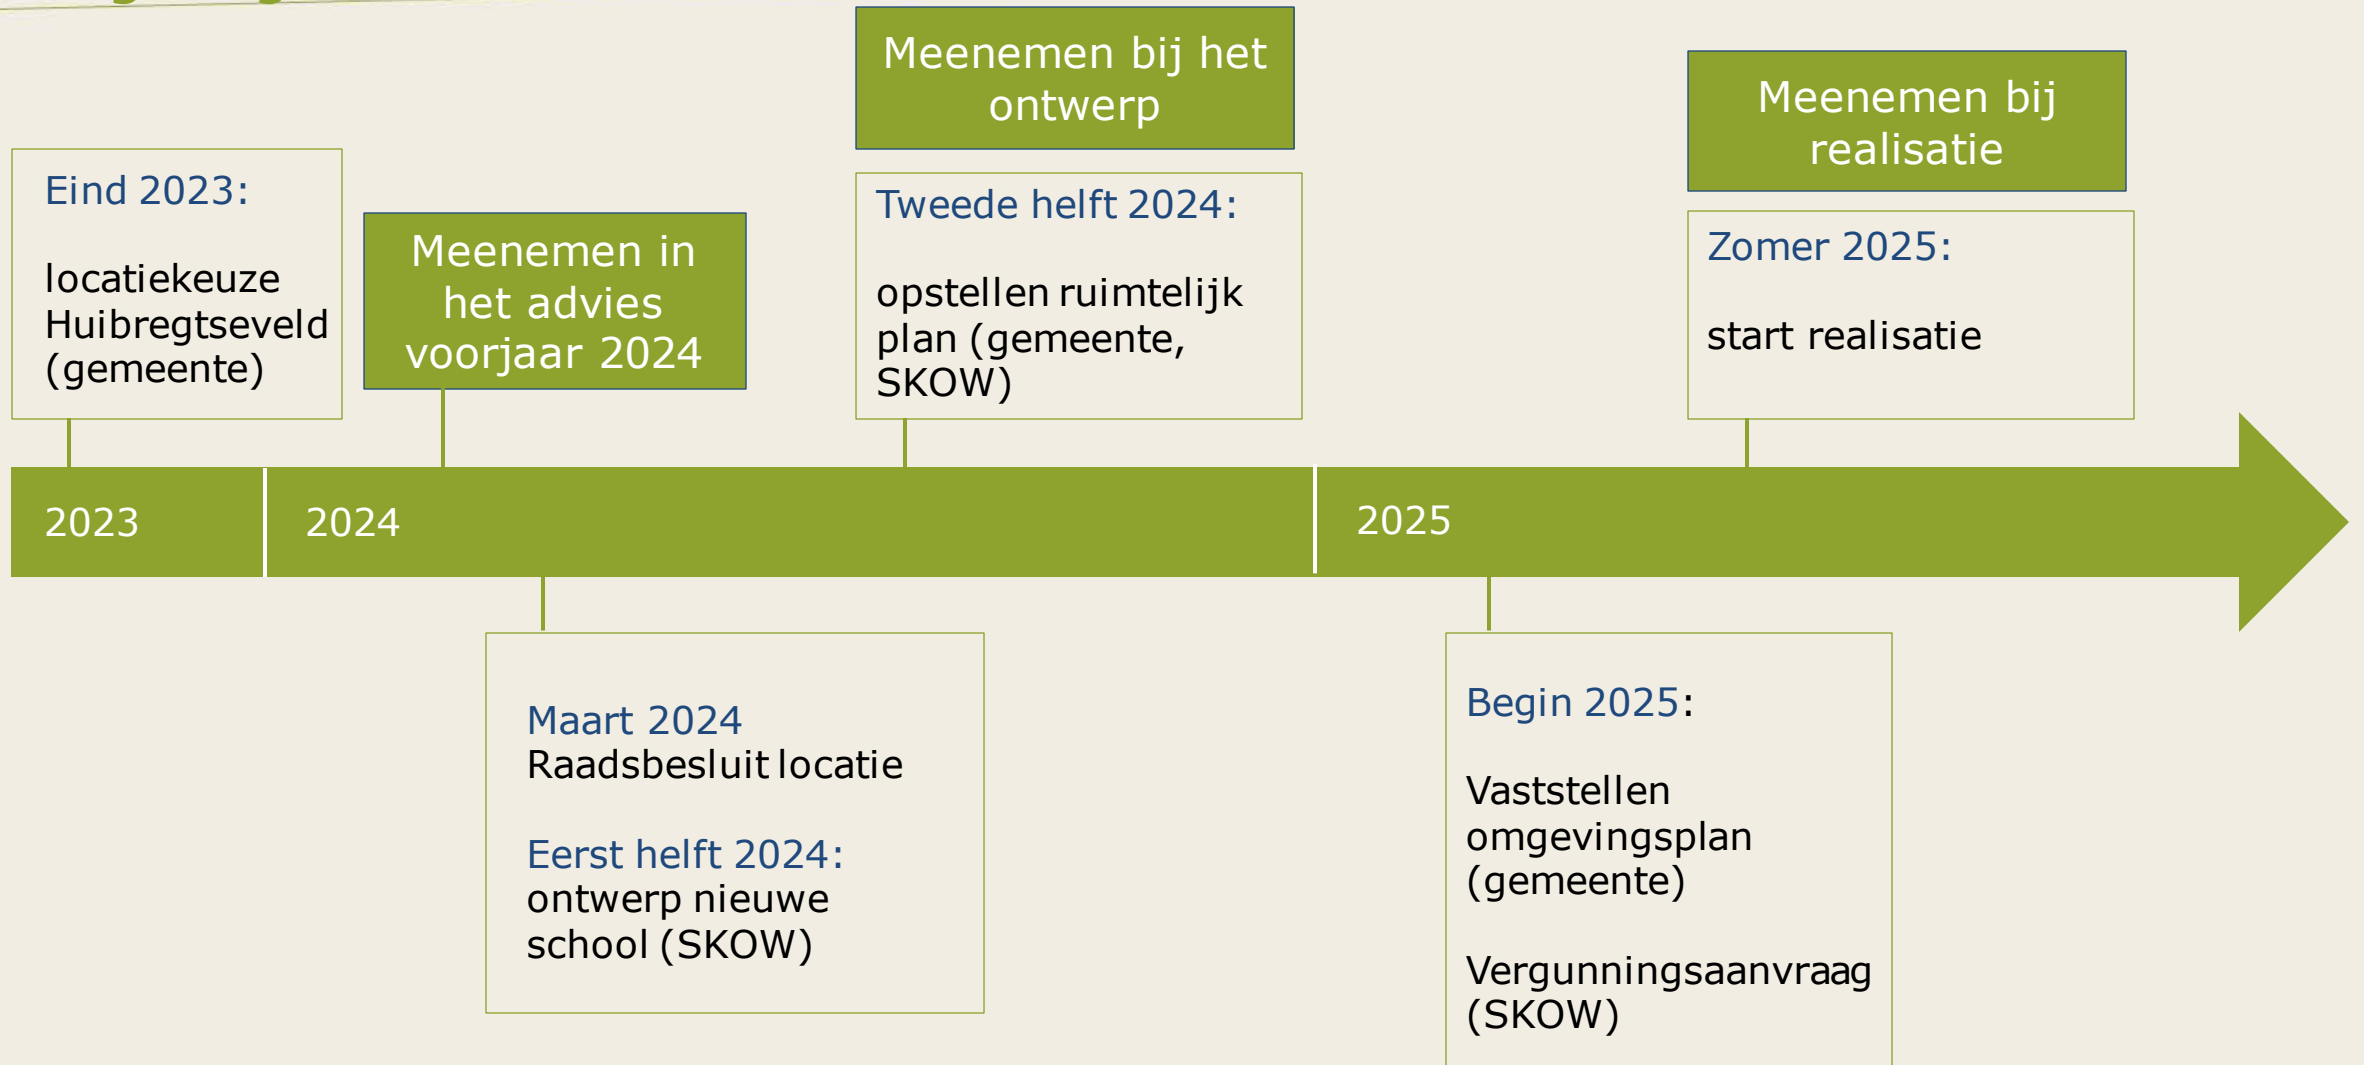 Meenemen bij het
ontwerp
Meenemen bij
realisatie
Eind 2023:
locatiekeuze
Huibregtseveld
(gemeente)
Meenemen in
het advies
voorjaar 2024
Tweede helft 2024:
opstellen ruimtelijk
plan (gemeente,
SKOW)
Zomer 2025:
start realisatie
2023
2024
2025
Maart 2024
Raadsbesluit locatie
Eerst helft 2024:
ontwerp nieuwe
school (SKOW)
Begin 2025:
Vaststellen
omgevingsplan
(gemeente)
Vergunningsaanvraag
(SKOW)